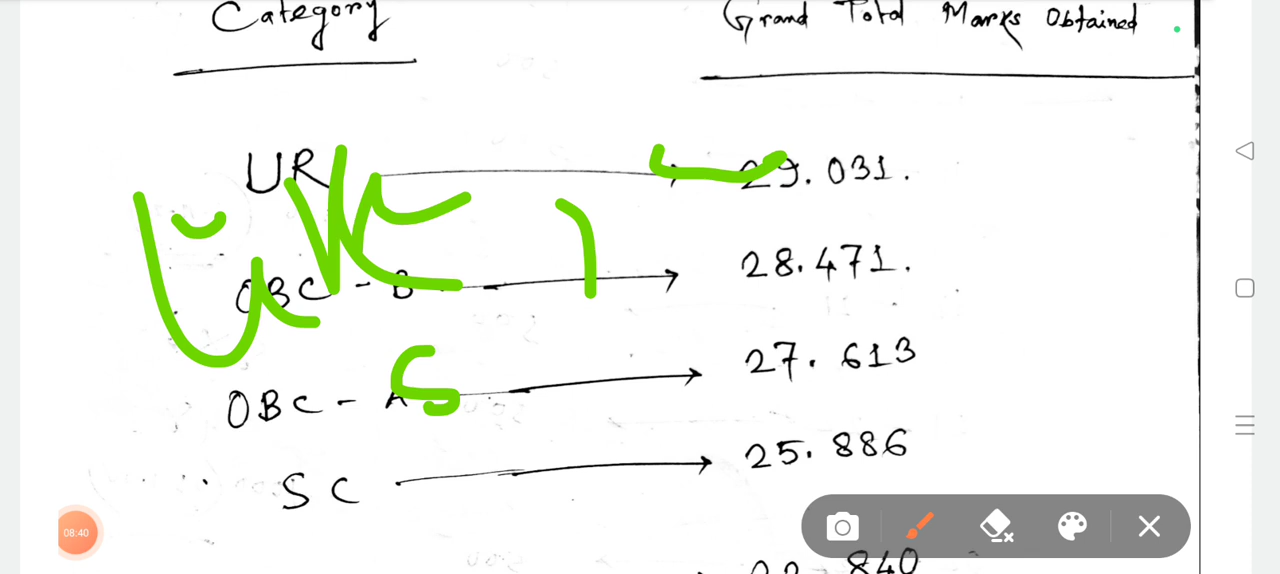 Category Grand Total Marks Obtained
UR 29.031.
OBC - B 28.471.
OBC - A 27.613
SC 25.886
840
08:40